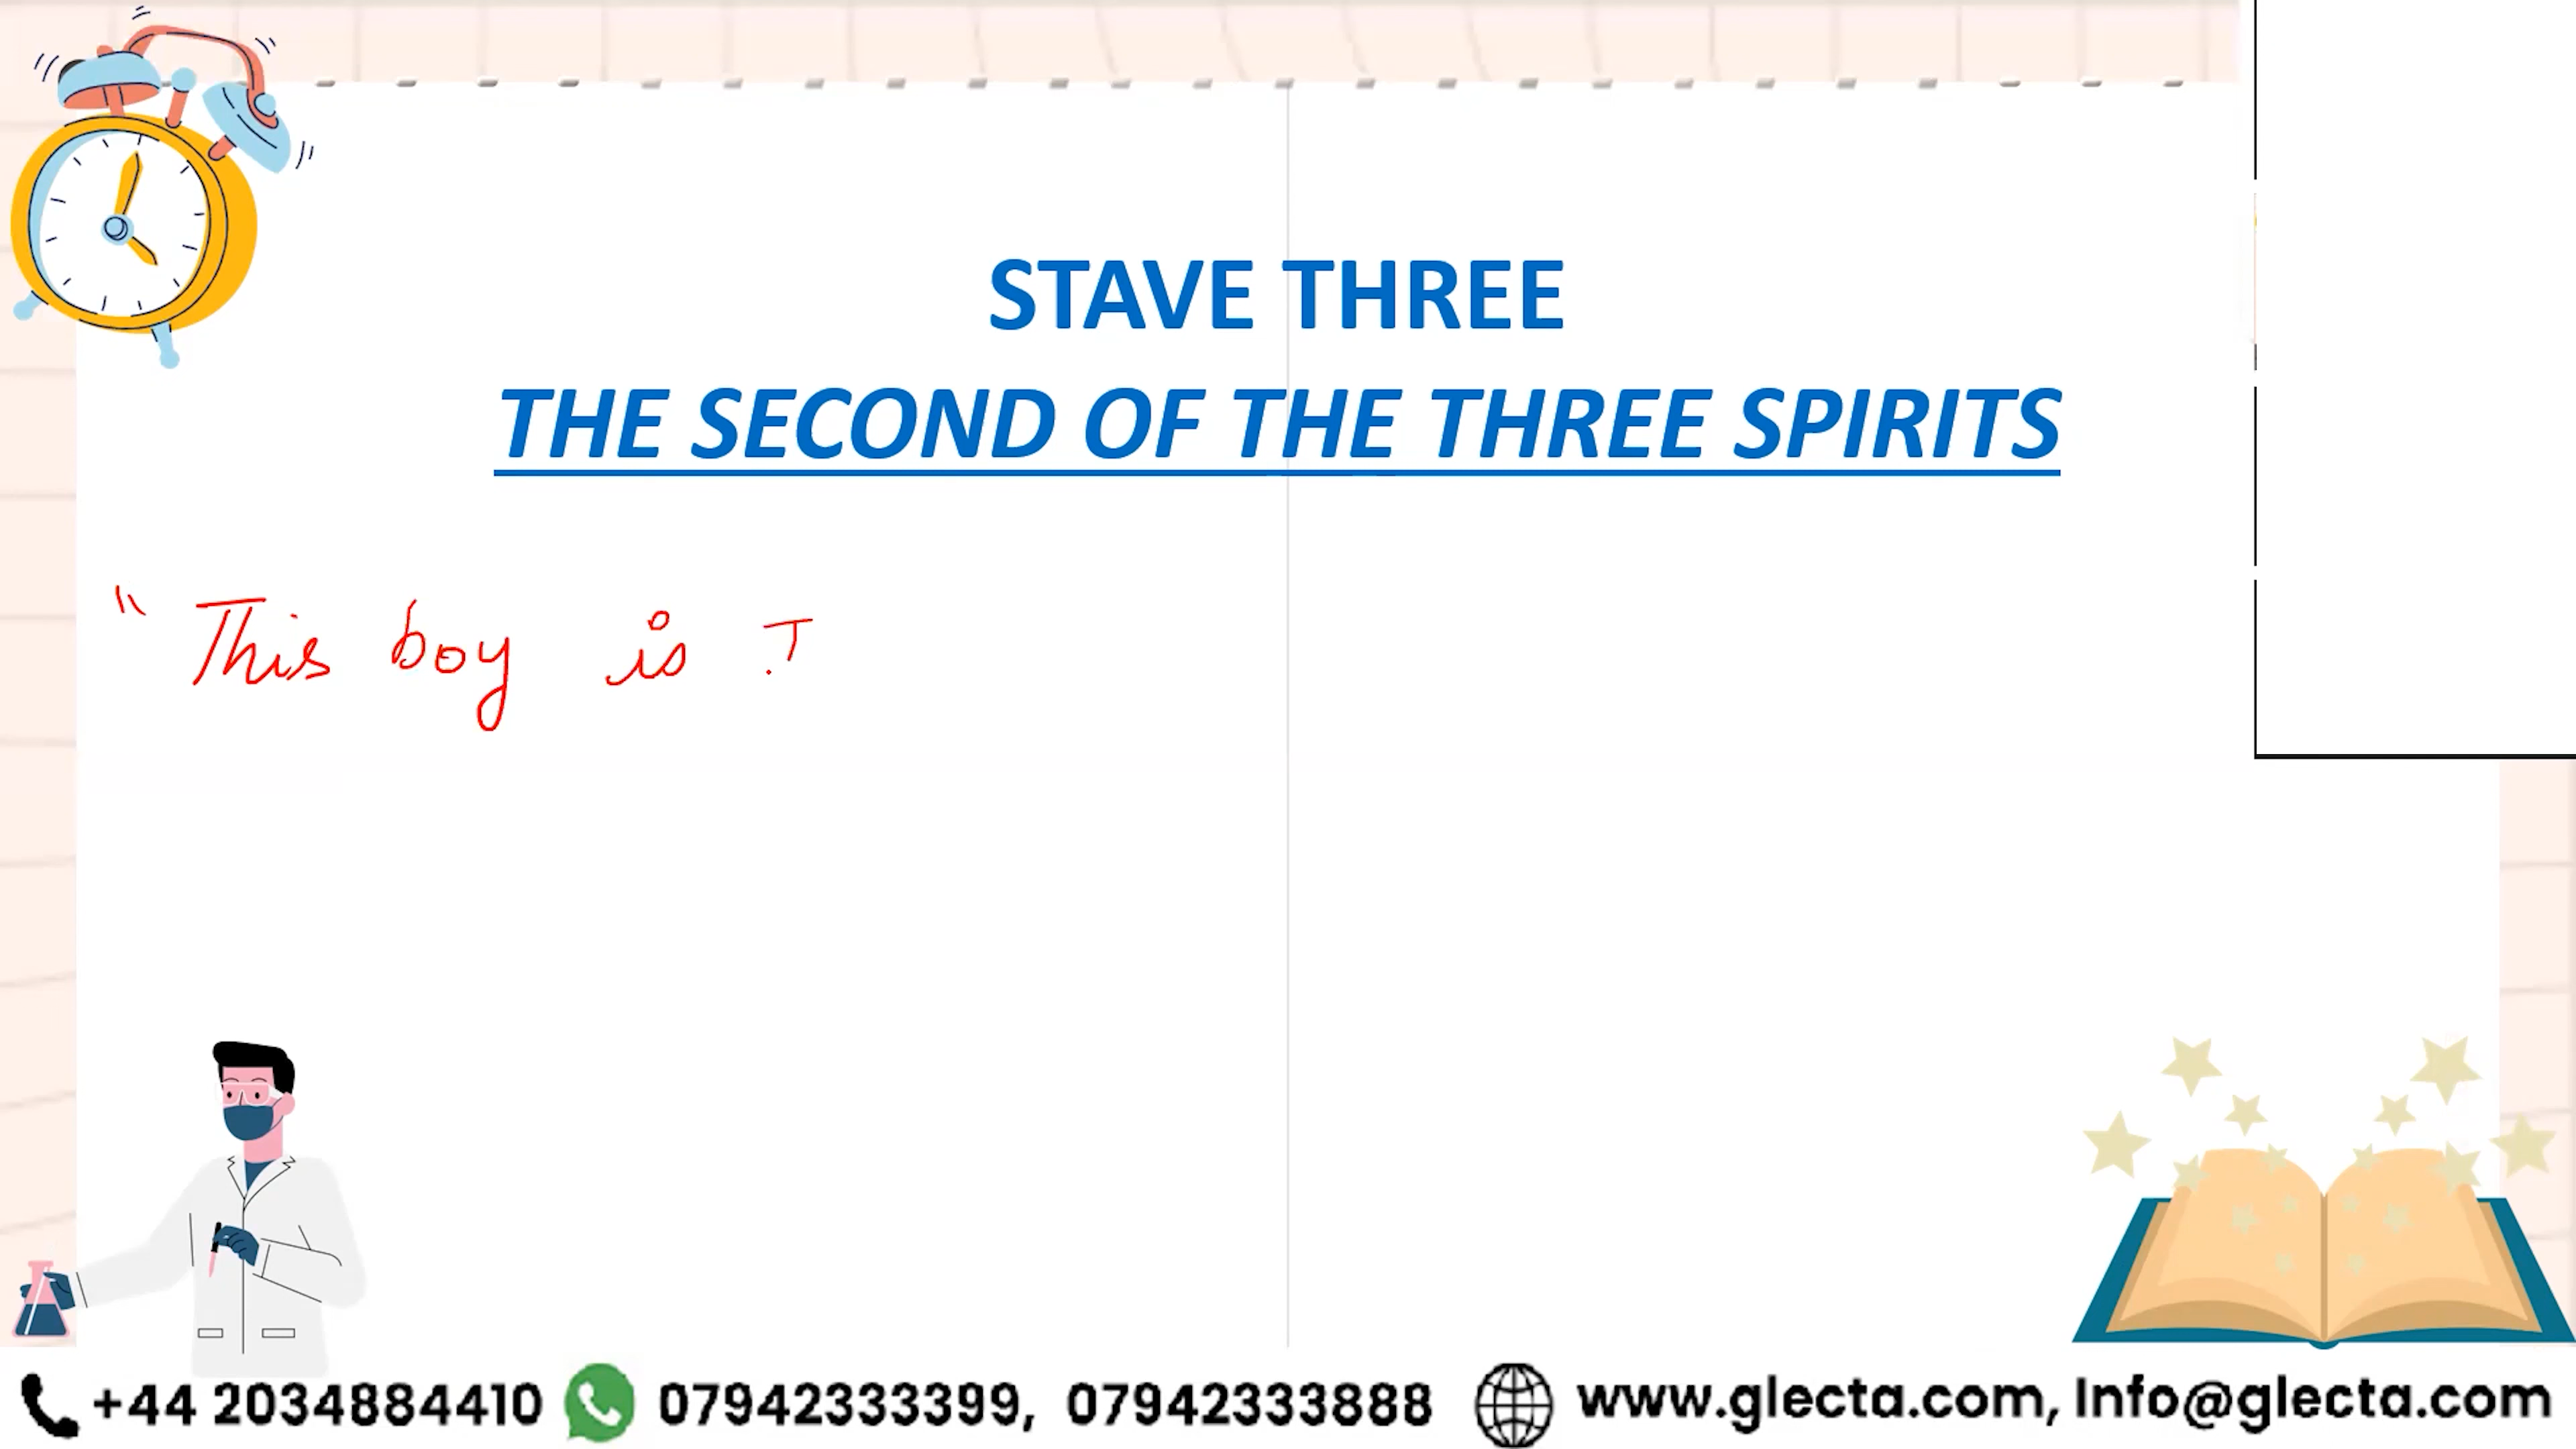 STAVE THREE
THE SECOND OF THE THREE SPIRITS
" This boy is
+44 2034884410 07942333399, 07942333888 www.glecta.com, Info@glecta.com